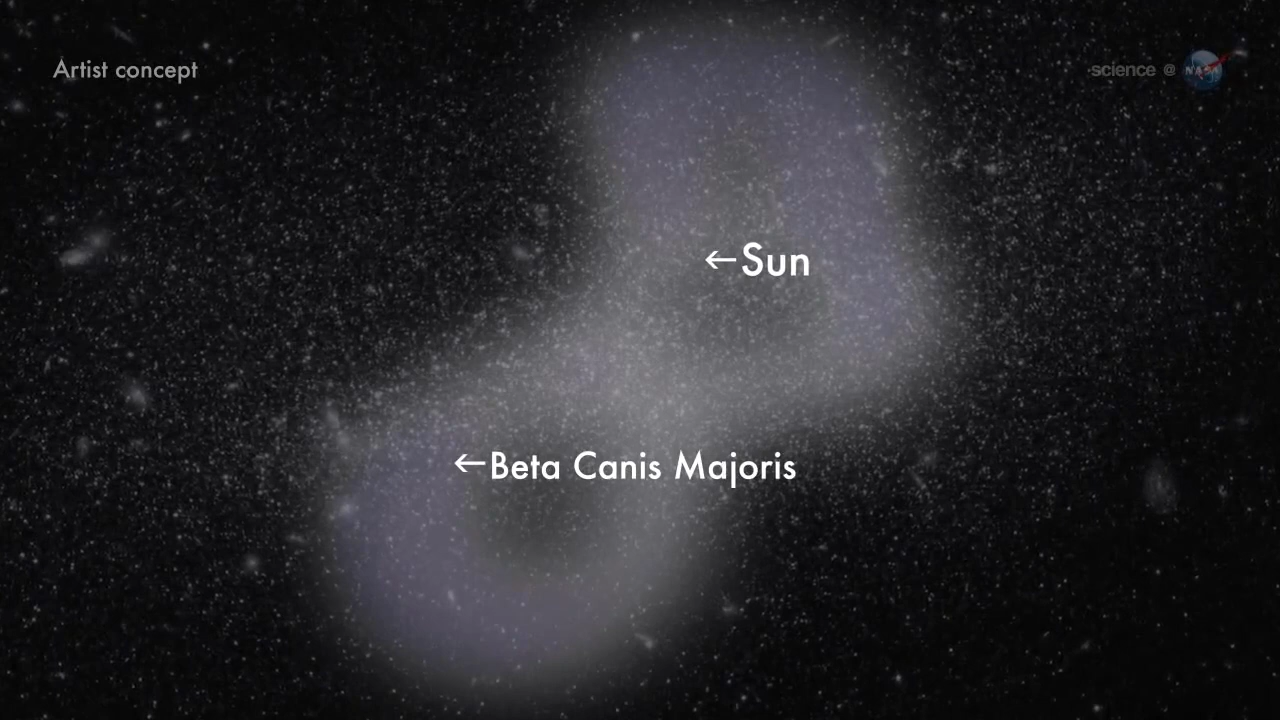 Artist concept
science @ NASA
←Sun
←Beta Canis Majoris